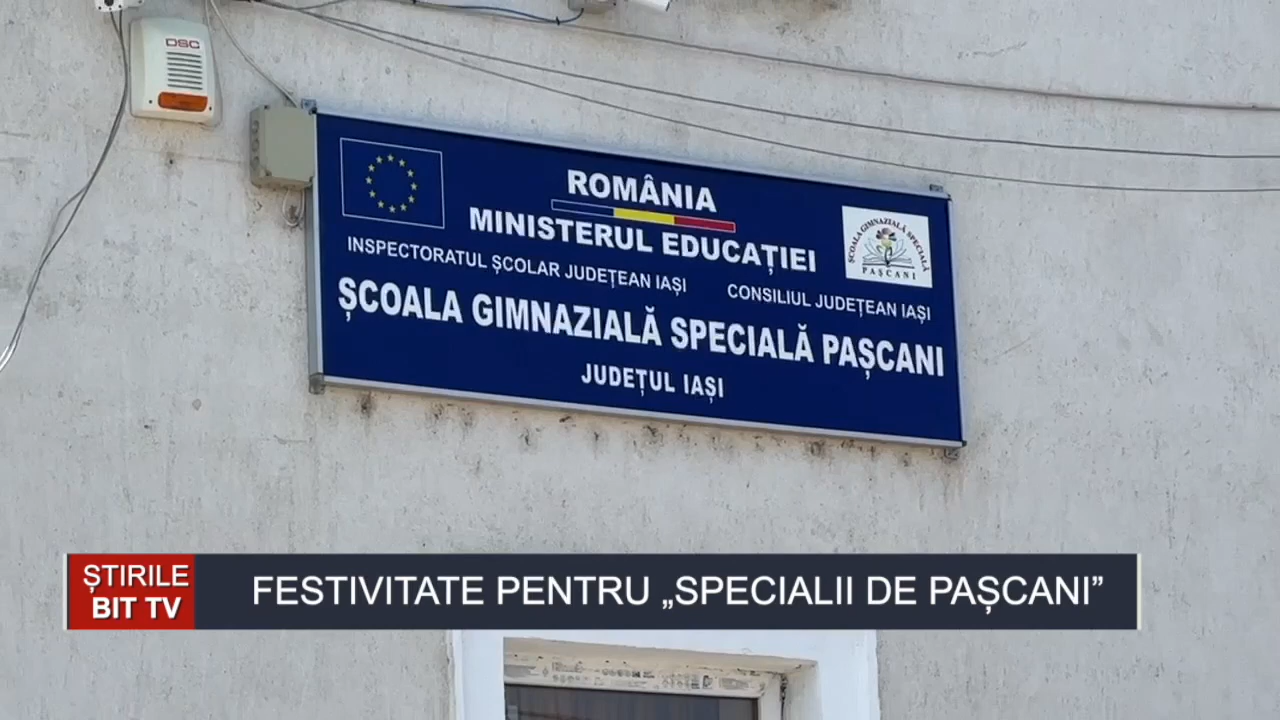 DSC
ROMÂNIA
MINISTERUL EDUCAȚIEI
INSPECTORATUL ȘCOLAR JUDEȚEAN IAȘI
CONSILIUL JUDEȚEAN IAȘI
ȘCOALA GIMNAZIALĂ SPECIALĂ
PAȘCANI
ȘCOALA GIMNAZIALĂ SPECIALĂ PAȘCANI
JUDEȚUL IAȘI
ȘTIRILE
BIT TV
FESTIVITATE PENTRU „SPECIALII DE PAȘCANI”